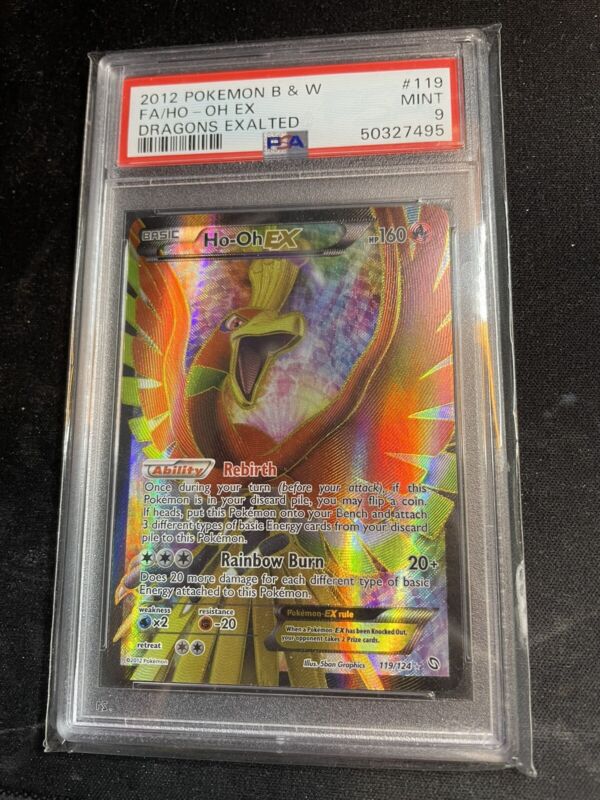 2012 POKEMON B & W #119
FA/HO - OH EX MINT
DRAGONS EXALTED 9
PSA 50327495
BASIC Ho-Oh EX HP 160
Ability Rebirth
Once during your turn (before your attack), if this
Pokémon is in your discard pile, you may flip a coin.
If heads, put this Pokémon onto your Bench and attach
3 different types of basic Energy cards from your discard
pile to this Pokémon.
Rainbow Burn 20+
Does 20 more damage for each different type of basic
Energy attached to this Pokémon.
weakness resistance
×2 -20
retreat
Pokémon-EX rule
When a Pokémon-EX has been Knocked Out,
your opponent takes 2 Prize cards.
©2012 Pokémon Illus. 5ban Graphics 119/124